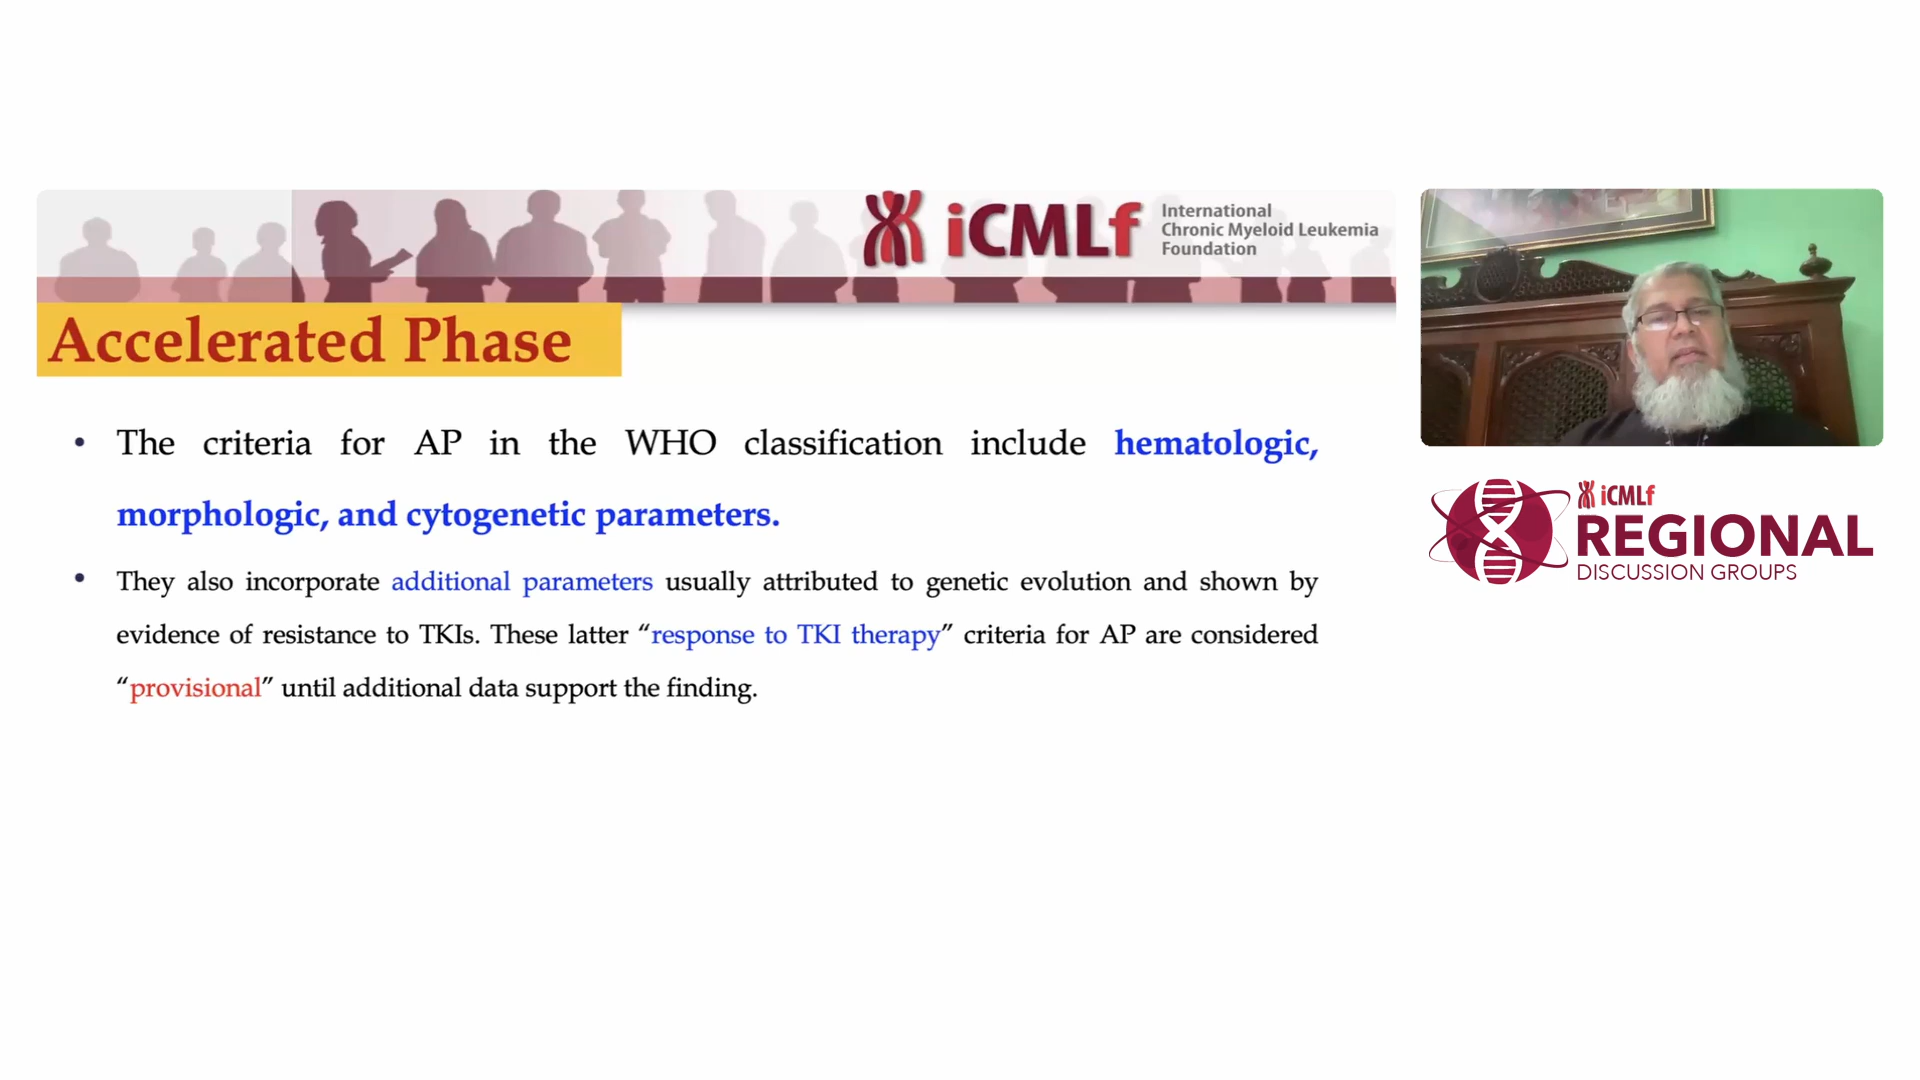 iCMLf
International
Chronic Myeloid Leukemia
Foundation
Accelerated Phase
• The criteria for AP in the WHO classification include hematologic,
morphologic, and cytogenetic parameters.
• They also incorporate additional parameters usually attributed to genetic evolution and shown by
evidence of resistance to TKIs. These latter “response to TKI therapy” criteria for AP are considered
“provisional” until additional data support the finding.
iCMLf
REGIONAL
DISCUSSION GROUPS